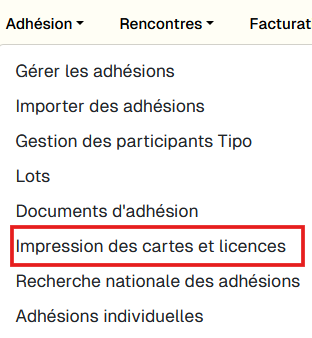 Adhésion Rencontres Facturat
Gérer les adhésions
Importer des adhésions
Gestion des participants Tipo
Lots
Documents d'adhésion
Impression des cartes et licences
Recherche nationale des adhésions
Adhésions individuelles